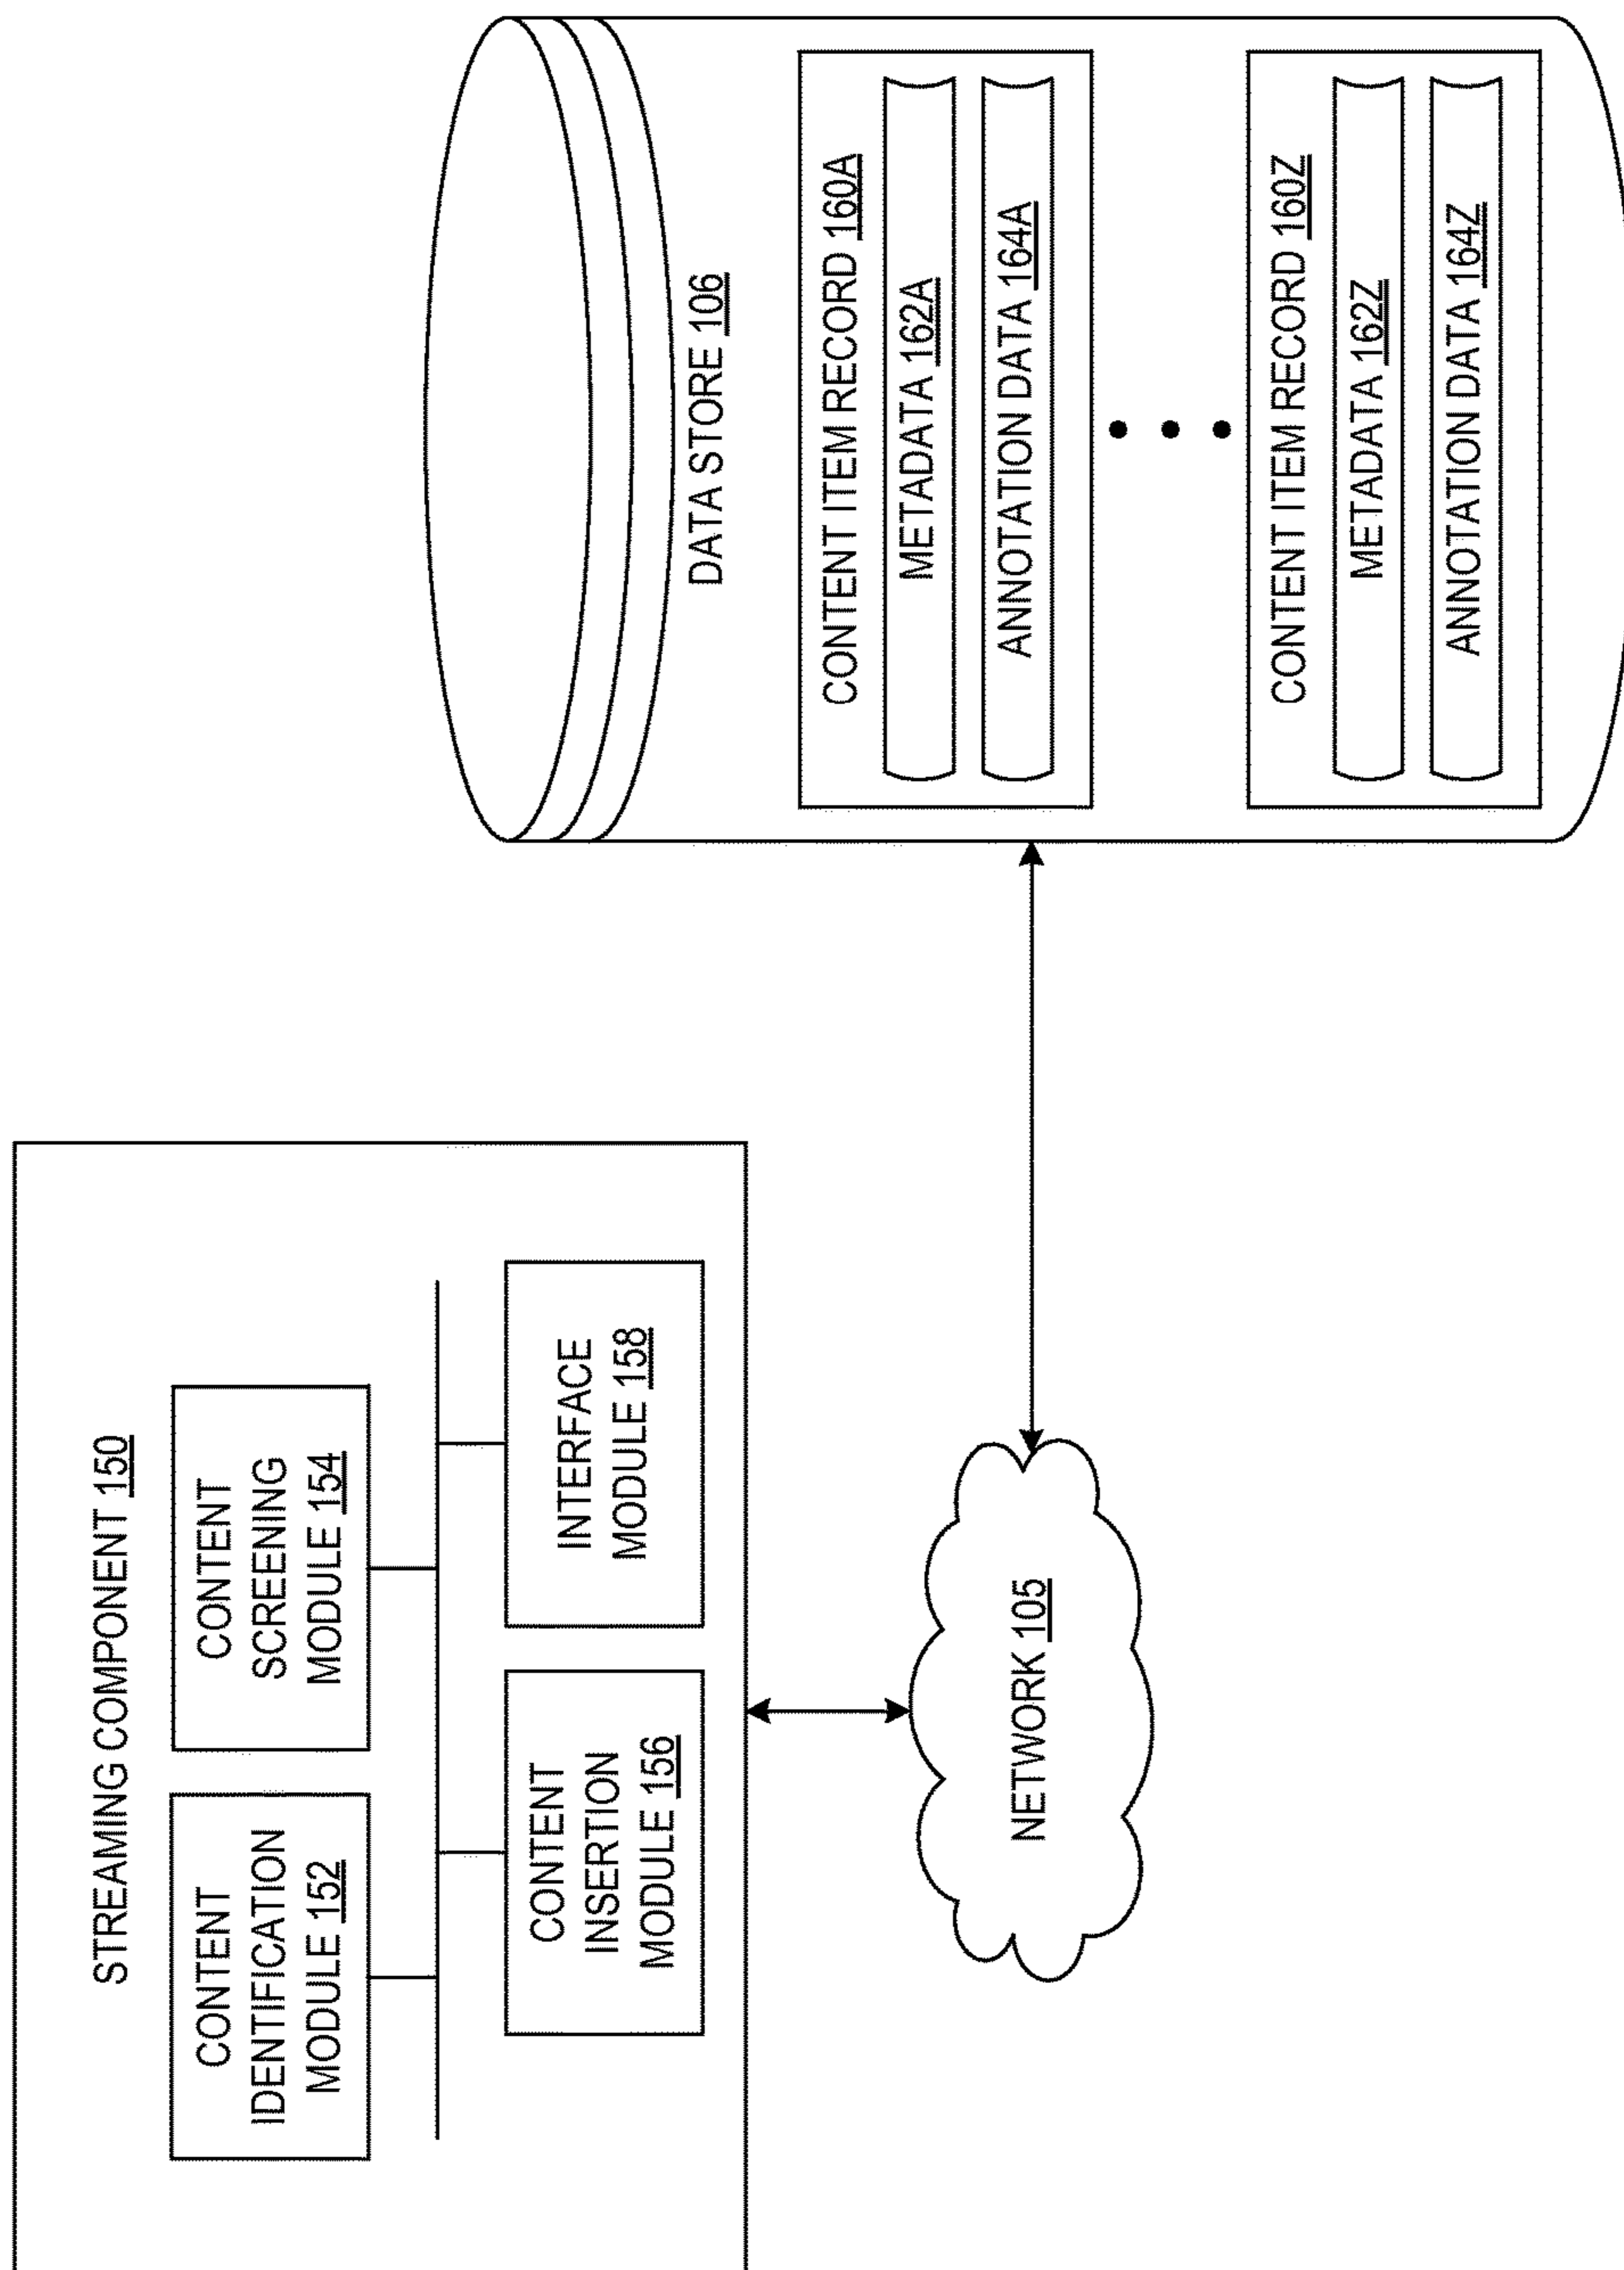 STREAMING COMPONENT 150
CONTENT
IDENTIFICATION
MODULE 152
CONTENT
SCREENING
MODULE 154
CONTENT
INSERTION
MODULE 156
INTERFACE
MODULE 158
NETWORK 105
DATA STORE 106
CONTENT ITEM RECORD 160A
METADATA 162A
ANNOTATION DATA 164A
CONTENT ITEM RECORD 160Z
METADATA 162Z
ANNOTATION DATA 164Z